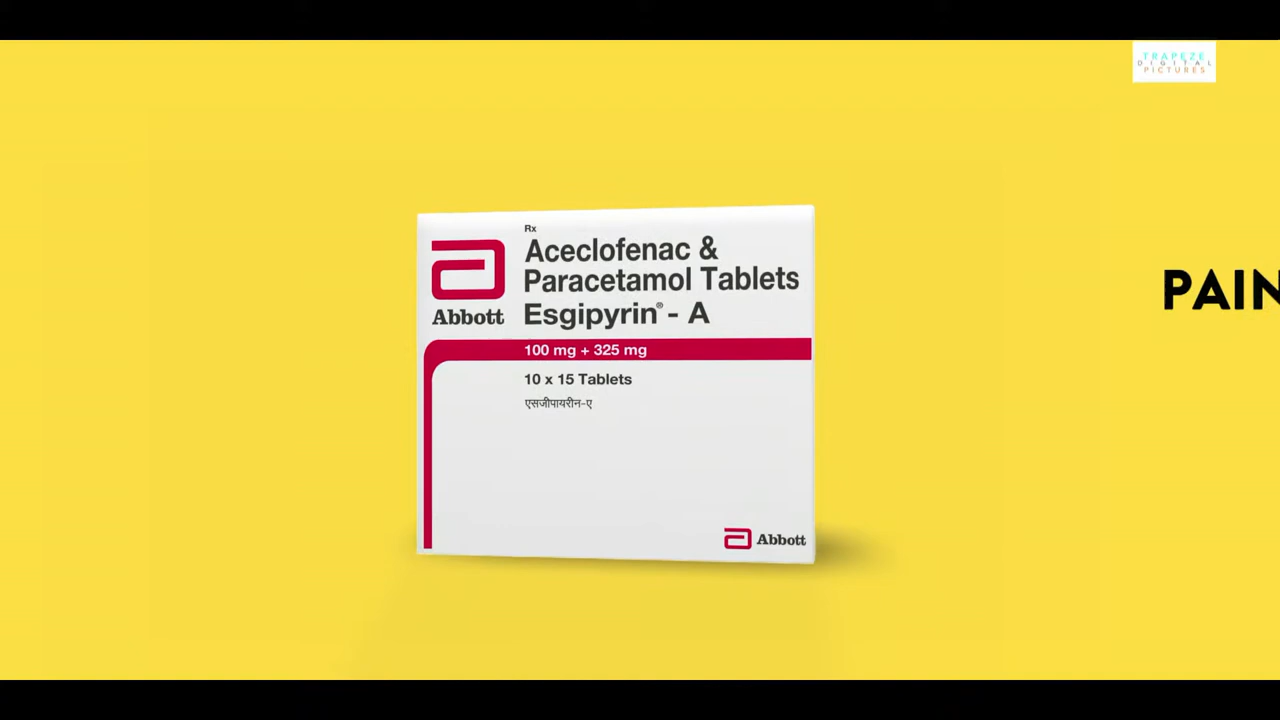 TRAPEZE
DIGITAL
PICTURES
Rx
Aceclofenac &
Paracetamol Tablets
Esgipyrin® - A
Abbott
100 mg + 325 mg
10 x 15 Tablets
एसजीपायरीन-ए
Abbott
PAIN